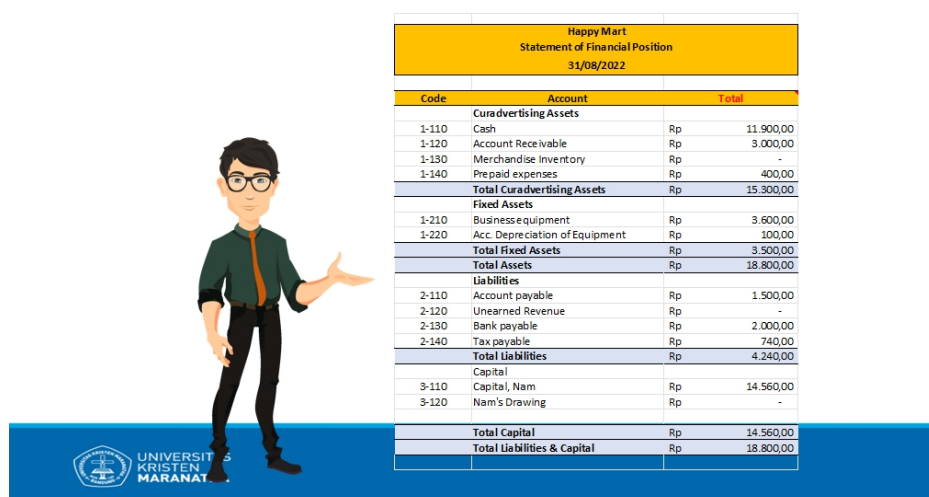 Happy Mart
Statement of Financial Position
31/08/2022
Code Account Total
Curadvertising Assets
1-110 Cash Rp 11.900,00
1-120 Account Receivable Rp 3.000,00
1-130 Merchandise Inventory Rp -
1-140 Prepaid expenses Rp 400,00
Total Curadvertising Assets Rp 15.300,00
Fixed Assets
1-210 Business equipment Rp 3.600,00
1-220 Acc. Depreciation of Equipment Rp 100,00
Total Fixed Assets Rp 3.500,00
Total Assets Rp 18.800,00
Liabilities
2-110 Account payable Rp 1.500,00
2-120 Unearned Revenue Rp -
2-130 Bank payable Rp 2.000,00
2-140 Tax payable Rp 740,00
Total Liabilities Rp 4.240,00
Capital
3-110 Capital, Nam Rp 14.560,00
3-120 Nam's Drawing Rp -
Total Capital Rp 14.560,00
Total Liabilities & Capital Rp 18.800,00
UNIVERSITAS
KRISTEN